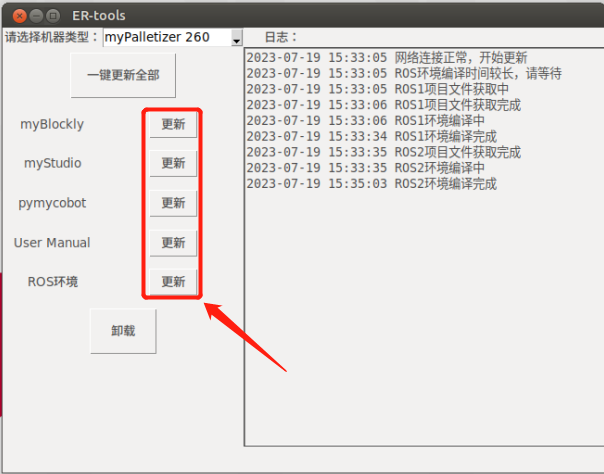 ER-tools
请选择机器类型：
myPalletizer 260
日志：
一键更新全部
myBlockly
更新
myStudio
更新
pymycobot
更新
User Manual
更新
ROS环境
更新
卸载
2023-07-19 15:33:05 网络连接正常，开始更新
2023-07-19 15:33:05 ROS环境编译时间较长，请等待
2023-07-19 15:33:05 ROS1项目文件获取中
2023-07-19 15:33:06 ROS1项目文件获取完成
2023-07-19 15:33:06 ROS1环境编译中
2023-07-19 15:33:34 ROS1环境编译完成
2023-07-19 15:33:35 ROS2项目文件获取完成
2023-07-19 15:33:35 ROS2环境编译中
2023-07-19 15:35:03 ROS2环境编译完成